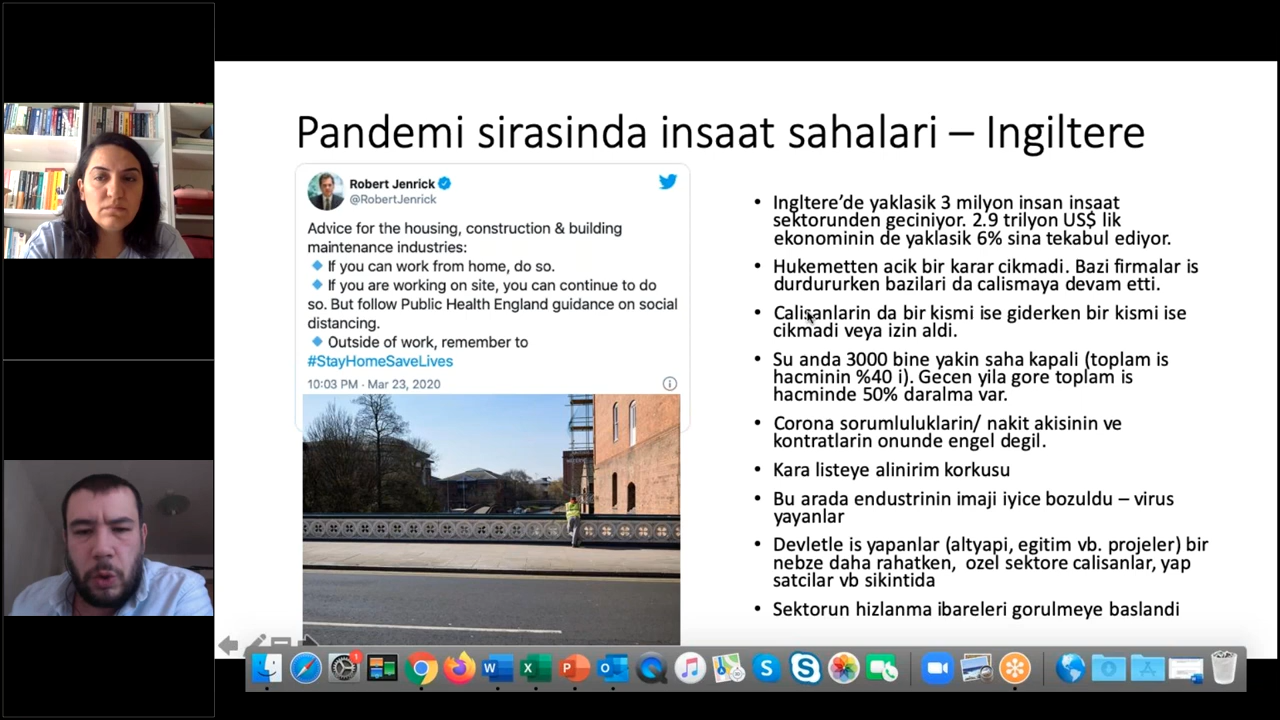 Pandemi sirasinda insaat sahalari – Ingiltere
Robert Jenrick
@RobertJenrick
Advice for the housing, construction & building
maintenance industries:
If you can work from home, do so.
If you are working on site, you can continue to do
so. But follow Public Health England guidance on social
distancing.
Outside of work, remember to
#StayHomeSaveLives
10:03 PM · Mar 23, 2020
• Ingltere’de yaklasik 3 milyon insan insaat
sektorunden geciniyor. 2.9 trilyon US$ lik
ekonominin de yaklasik 6% sina tekabul ediyor.
• Hukemetten acik bir karar cikmadi. Bazi firmalar is
durdururken bazilari da calismaya devam etti.
• Calisanlarin da bir kismi ise giderken bir kismi ise
cikmadi veya izin aldi.
• Su anda 3000 bine yakin saha kapali (toplam is
hacminin %40 i). Gecen yila gore toplam is
hacminde 50% daralma var.
• Corona sorumluluklarin/ nakit akisinin ve
kontratlarin onunde engel degil.
• Kara listeye alinirim korkusu
• Bu arada endustrinin imaji iyice bozuldu – virus
yayanlar
• Devletle is yapanlar (altyapi, egitim vb. projeler) bir
nebze daha rahatken, ozel sektore calisanlar, yap
satcilar vb sikintida
• Sektorun hizlanma ibareleri gorulmeye baslandi